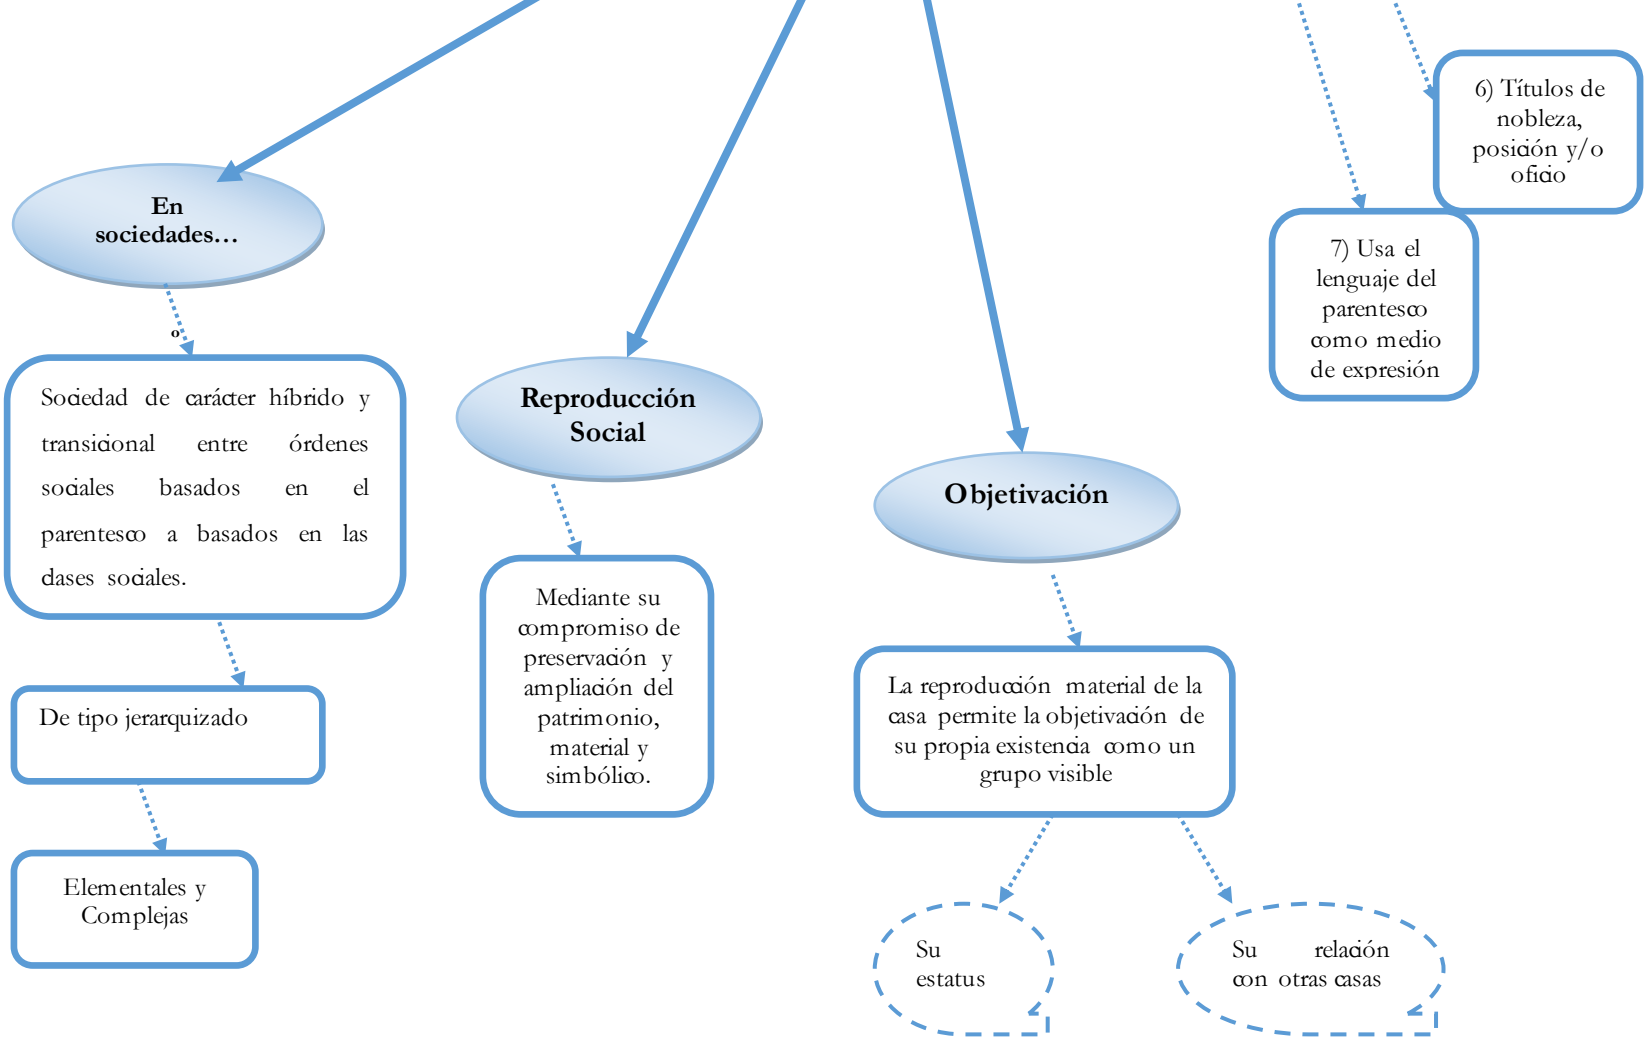 6) Títulos de
nobleza,
posición y/o
oficio
7) Usa el
lenguaje del
parentesco
como medio
de expresión
En
sociedades...
o
Sociedad de carácter híbrido y
transicional entre órdenes
sociales basados en el
parentesco a basados en las
clases sociales.
De tipo jerarquizado
Elementales y
Complejas
Reproducción
Social
Mediante su
compromiso de
preservación y
ampliación del
patrimonio,
material y
simbólico.
Objetivación
La reproducción material de la
casa permite la objetivación de
su propia existencia como un
grupo visible
Su
estatus
Su relación
con otras casas